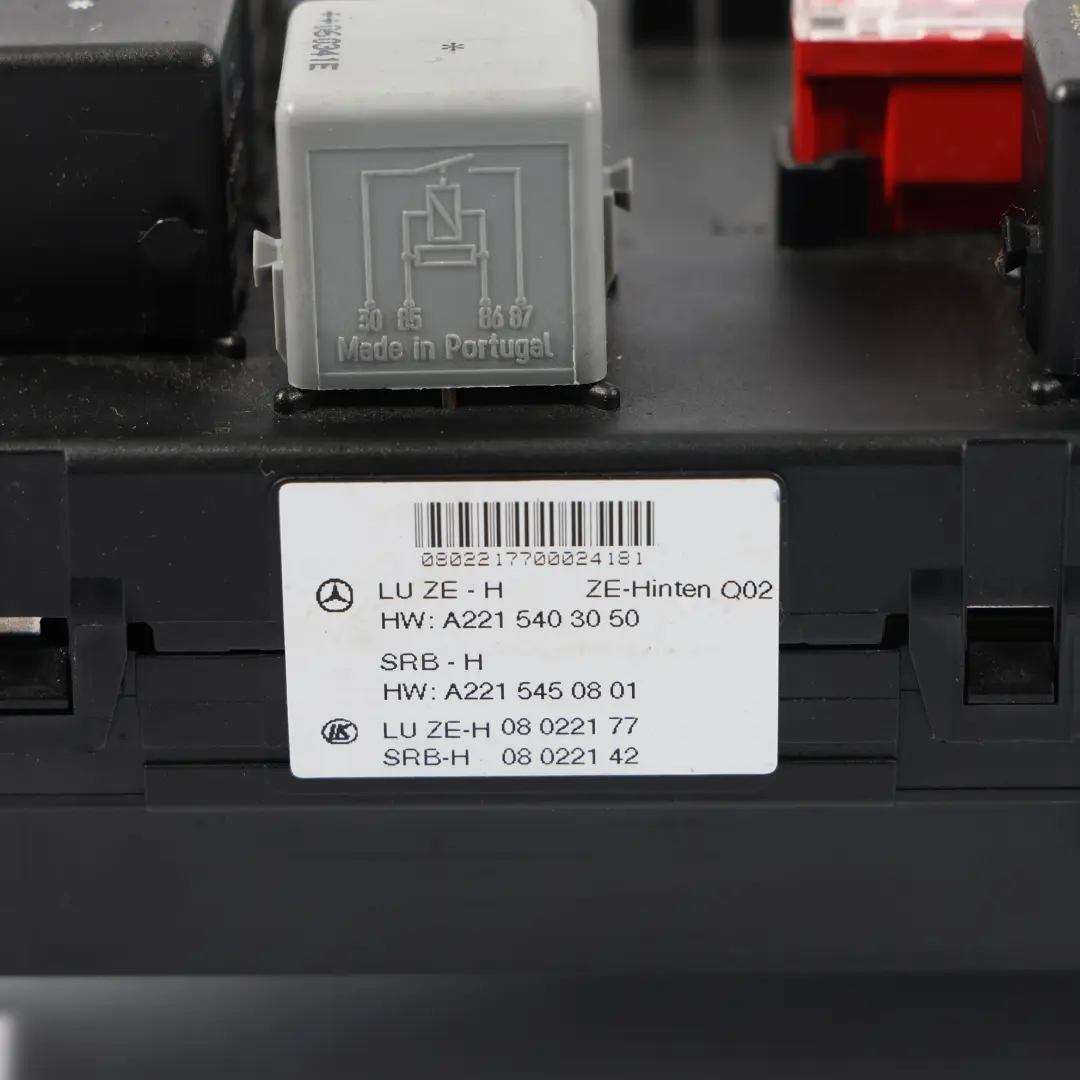 30 85 86 87
Made in Portugal
0802217700024181
LU ZE - H ZE-Hinten Q02
HW: A221 540 30 50
SRB - H
HW: A221 545 08 01
LK
LU ZE-H 08 0221 77
SRB-H 08 0221 42